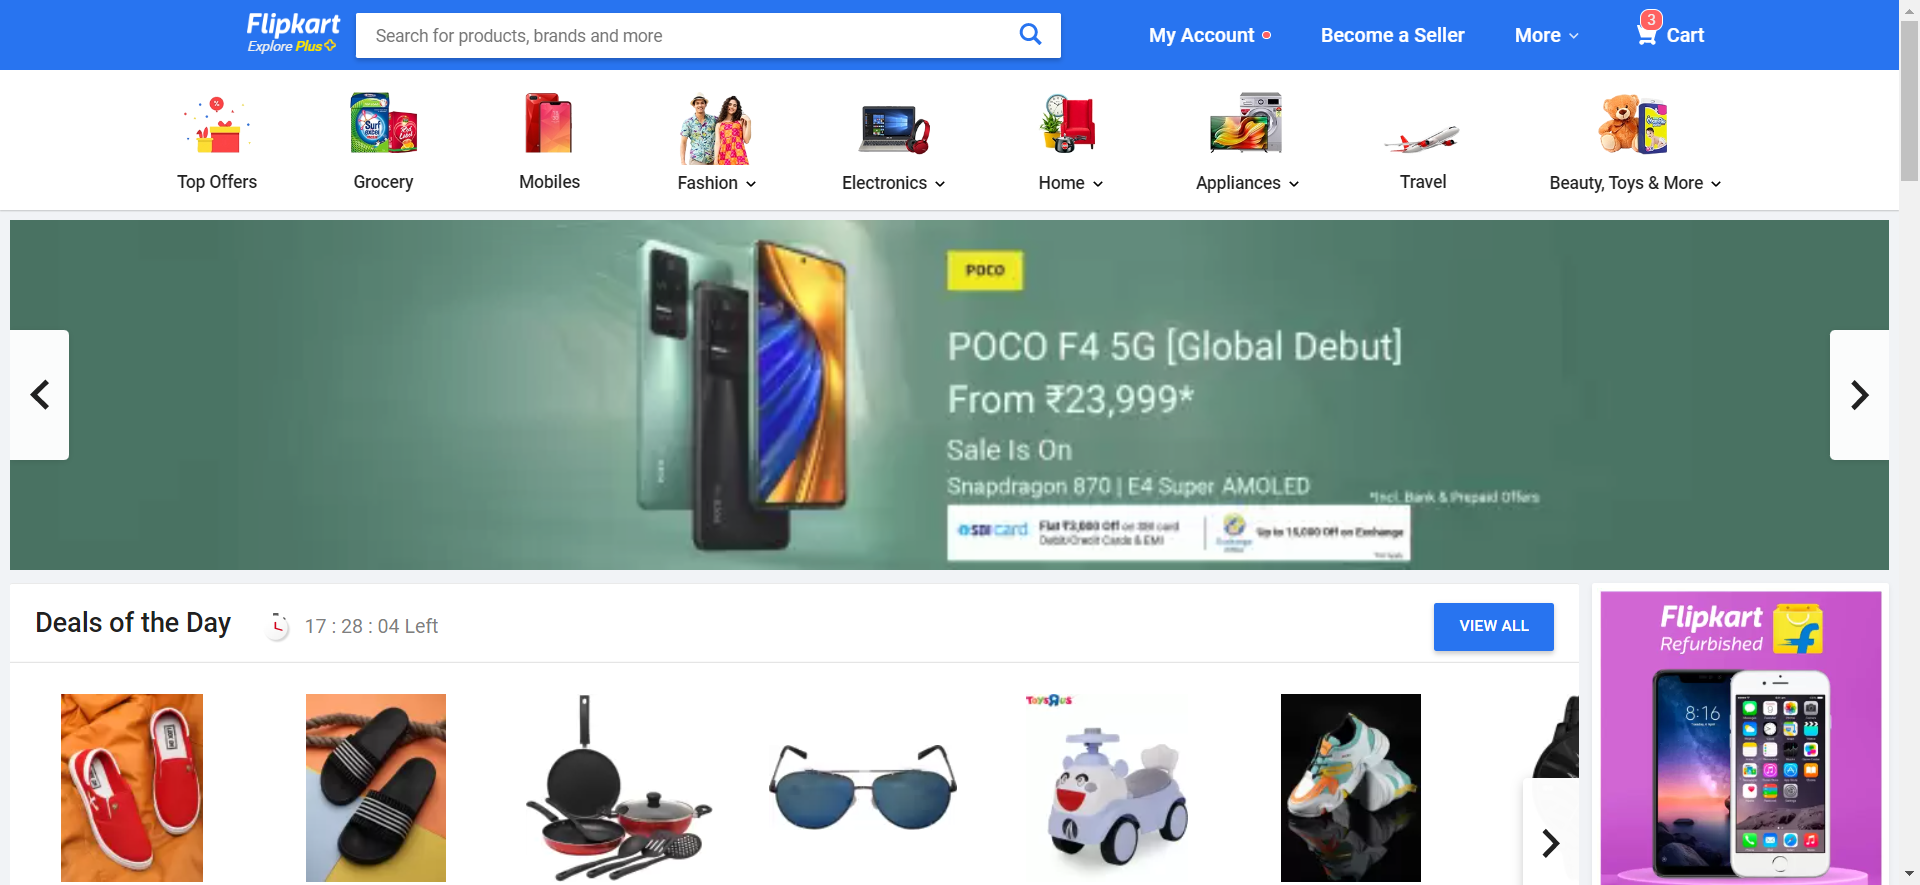 Flipkart
Explore Plus
Search for products, brands and more
My Account
Become a Seller
More
3
Cart
Top Offers
Grocery
Mobiles
Fashion
Electronics
Home
Appliances
Travel
Beauty, Toys & More
POCO
POCO F4 5G [Global Debut]
From ₹23,999*
Sale Is On
Snapdragon 870 | E4 Super AMOLED
*Incl. Bank & Prepaid Offers
SBI card
Flat ₹3,000 Off on SBI card
Debit/Credit Cards & EMI
Up to 15,000 Off on Exchange
Deals of the Day
17 : 28 : 04 Left
VIEW ALL
Flipkart
Refurbished
TOYSRUS
8:16